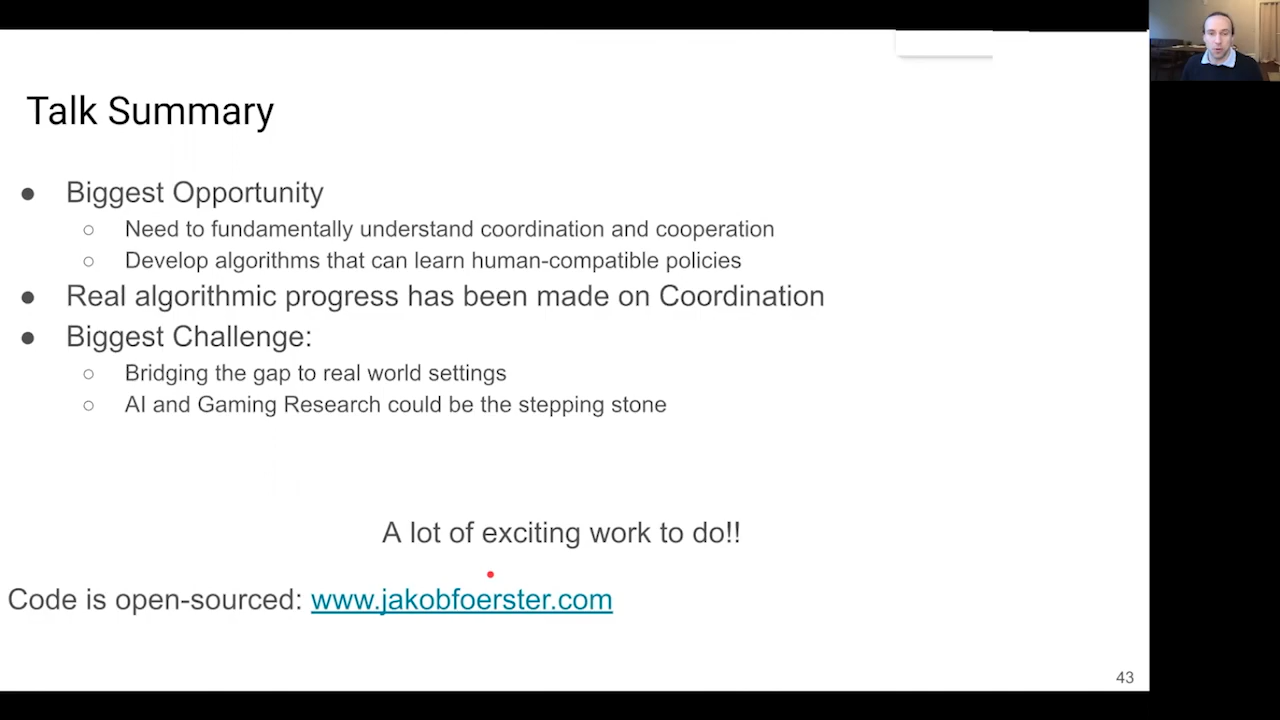 Talk Summary
● Biggest Opportunity
○ Need to fundamentally understand coordination and cooperation
○ Develop algorithms that can learn human-compatible policies
● Real algorithmic progress has been made on Coordination
● Biggest Challenge:
○ Bridging the gap to real world settings
○ AI and Gaming Research could be the stepping stone
A lot of exciting work to do!!
Code is open-sourced: www.jakobfoerster.com
43